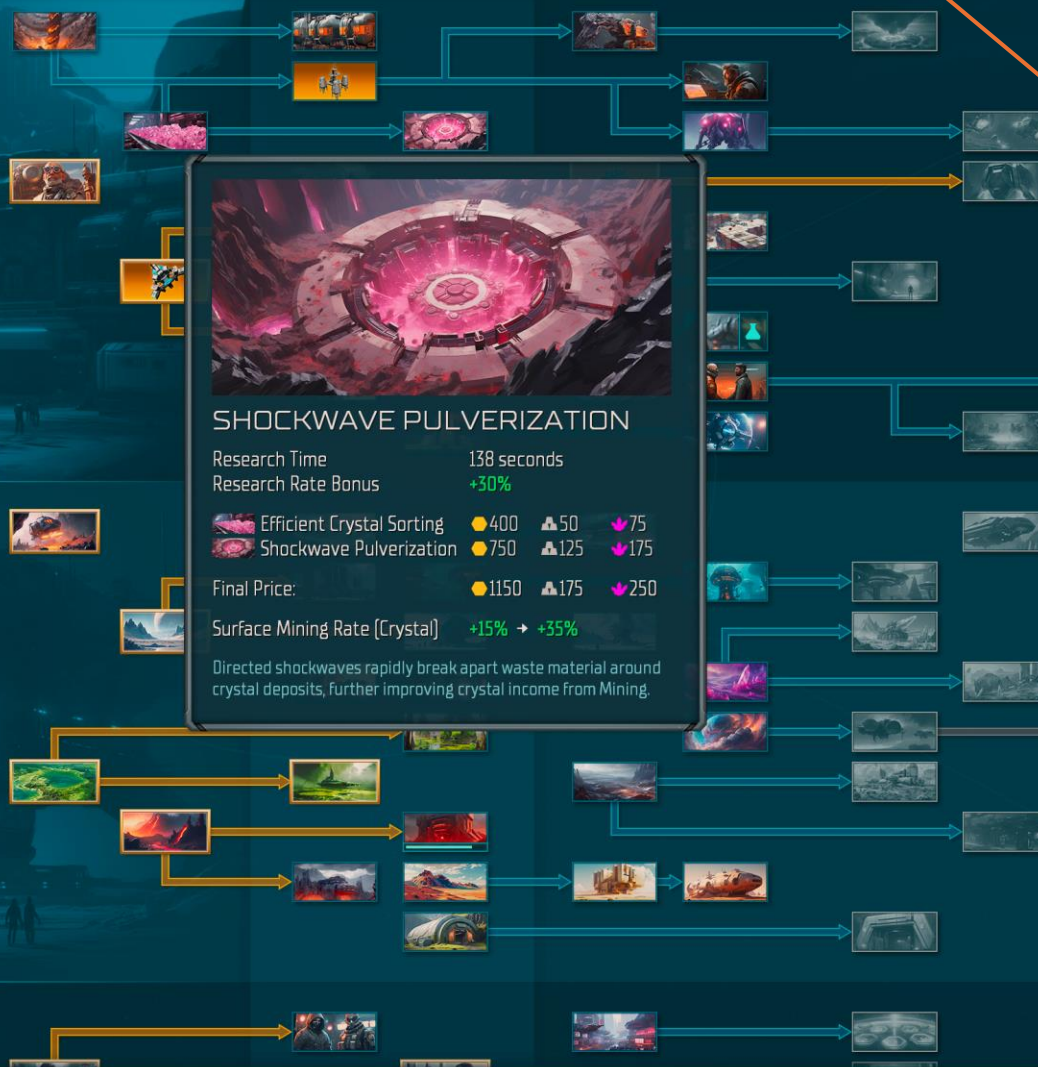 SHOCKWAVE PULVERIZATION
Research Time 138 seconds
Research Rate Bonus +30%
Efficient Crystal Sorting 400 50 75
Shockwave Pulverization 750 125 175
Final Price: 1150 175 250
Surface Mining Rate (Crystal) +15% → +35%
Directed shockwaves rapidly break apart waste material around
crystal deposits, further improving crystal income from Mining.